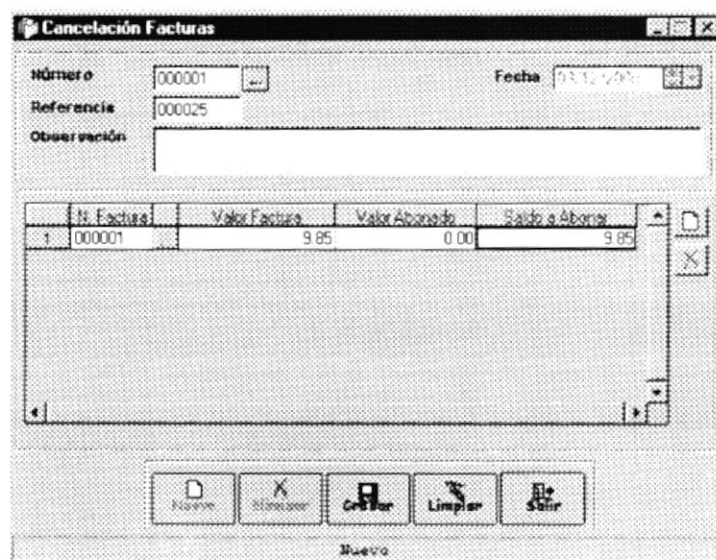 Cancelación Facturas
Número 000001 ... Fecha
Referencia 000025
Observación
N. Factura Valor Factura Valor Abonado Saldo a Abonar
1 000001 ... 9.85 0.00 9.85
Nuevo Eliminar Grabar Limpiar Salir
Nuevo